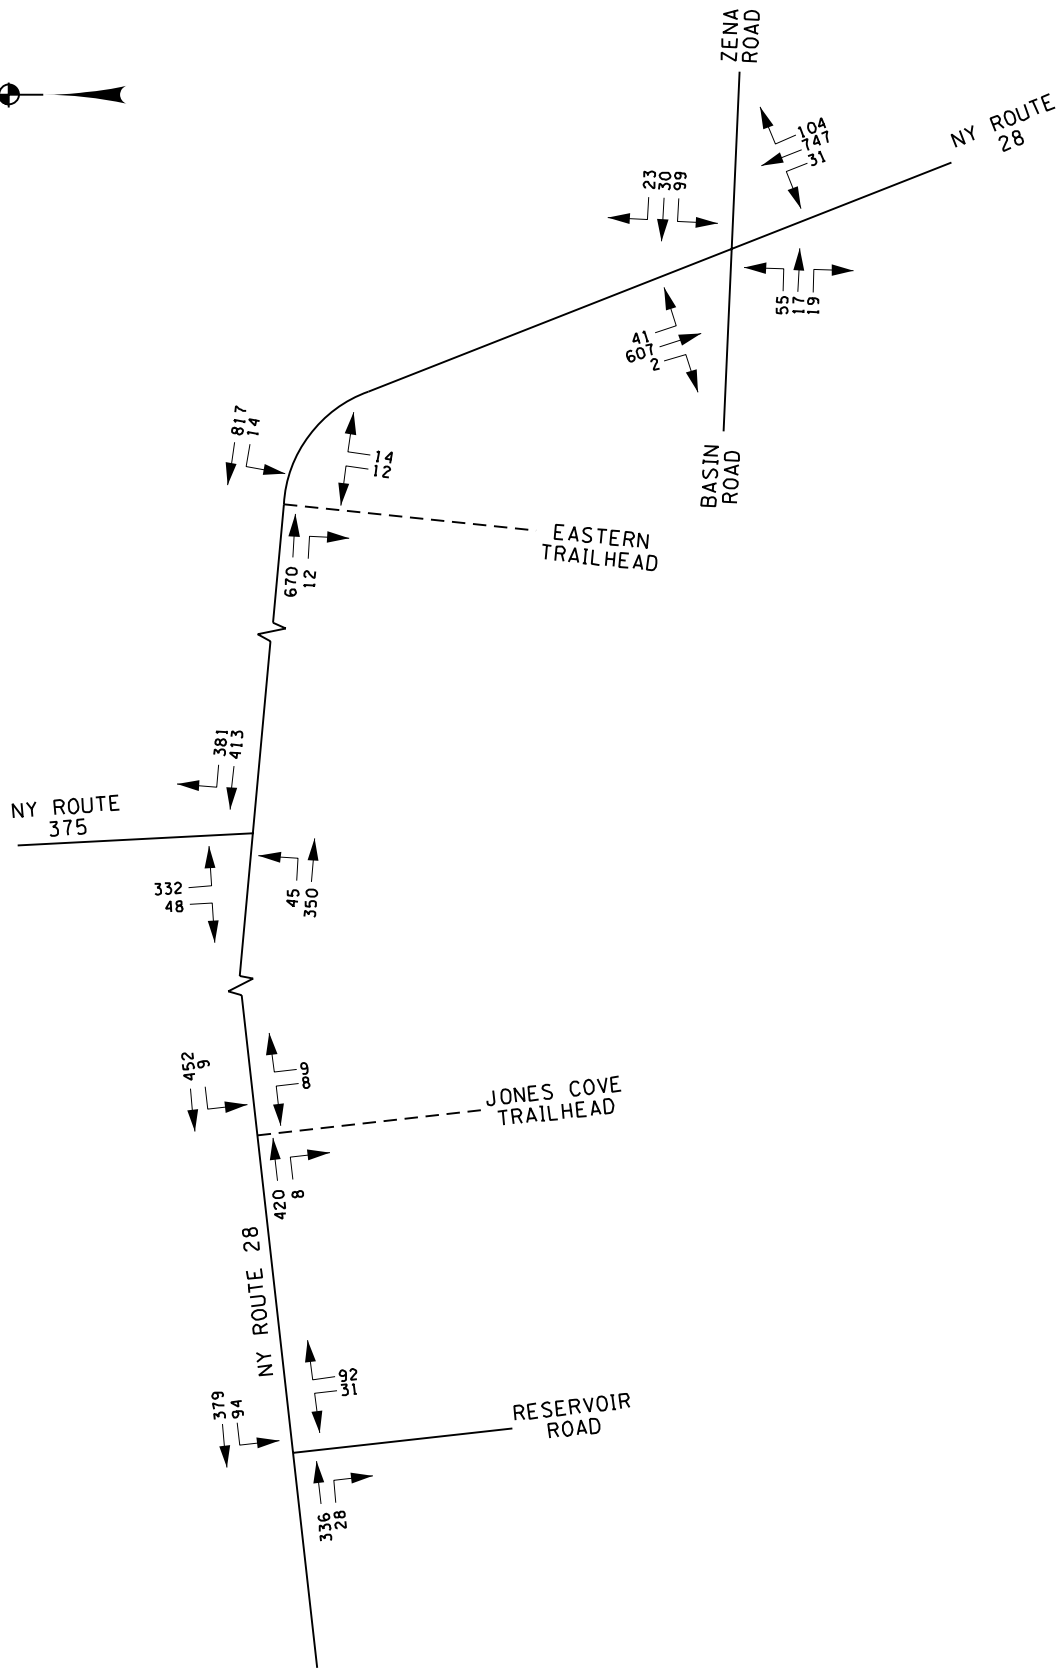 ZENA
ROAD
NY ROUTE
28
104
747
31
23
30
99
55
17
19
41
607
2
BASIN
ROAD
817
14
14
12
EASTERN
TRAILHEAD
670
12
381
413
NY ROUTE
375
332
48
45
350
452
9
9
8
JONES COVE
TRAILHEAD
420
8
NY ROUTE 28
92
31
379
94
RESERVOIR
ROAD
336
28